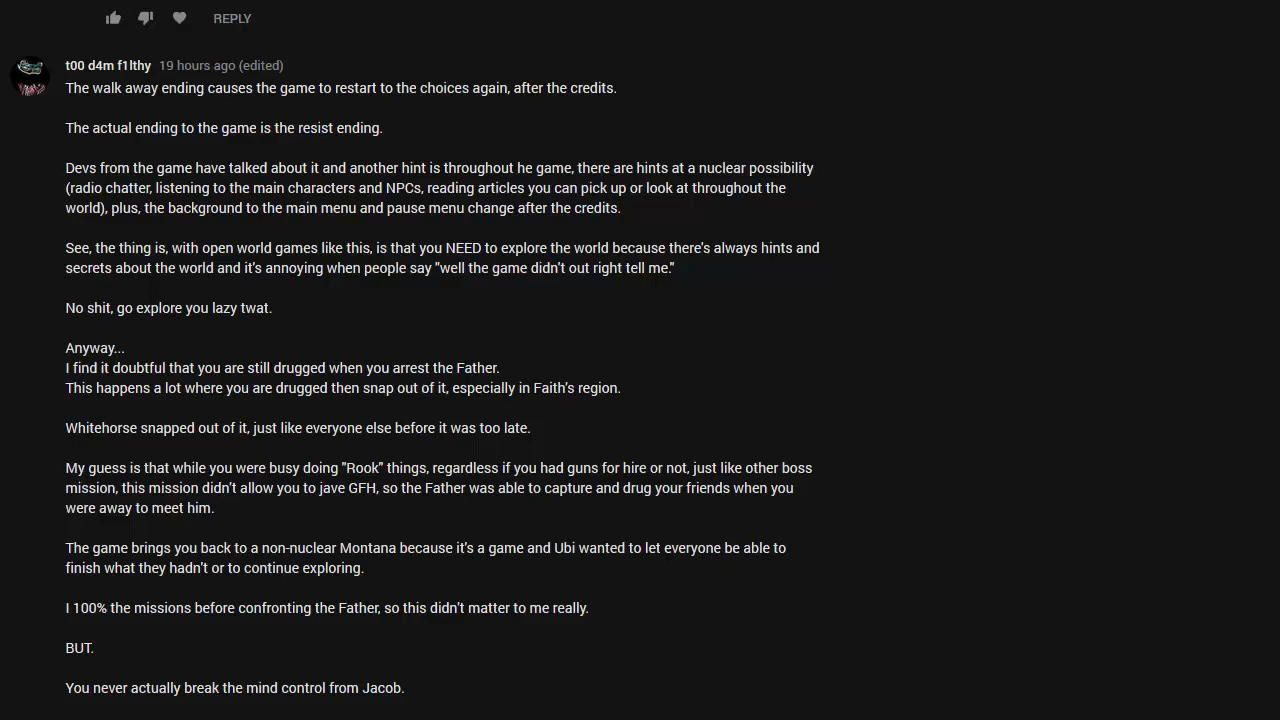 REPLY
t00 d4m f1lthy 19 hours ago (edited)
The walk away ending causes the game to restart to the choices again, after the credits.
The actual ending to the game is the resist ending.
Devs from the game have talked about it and another hint is throughout he game, there are hints at a nuclear possibility
(radio chatter, listening to the main characters and NPCs, reading articles you can pick up or look at throughout the
world), plus, the background to the main menu and pause menu change after the credits.
See, the thing is, with open world games like this, is that you NEED to explore the world because there's always hints and
secrets about the world and it's annoying when people say "well the game didn't out right tell me."
No shit, go explore you lazy twat.
Anyway...
I find it doubtful that you are still drugged when you arrest the Father.
This happens a lot where you are drugged then snap out of it, especially in Faith's region.
Whitehorse snapped out of it, just like everyone else before it was too late.
My guess is that while you were busy doing "Rook" things, regardless if you had guns for hire or not, just like other boss
mission, this mission didn't allow you to jave GFH, so the Father was able to capture and drug your friends when you
were away to meet him.
The game brings you back to a non-nuclear Montana because it's a game and Ubi wanted to let everyone be able to
finish what they hadn't or to continue exploring.
I 100% the missions before confronting the Father, so this didn't matter to me really.
BUT.
You never actually break the mind control from Jacob.